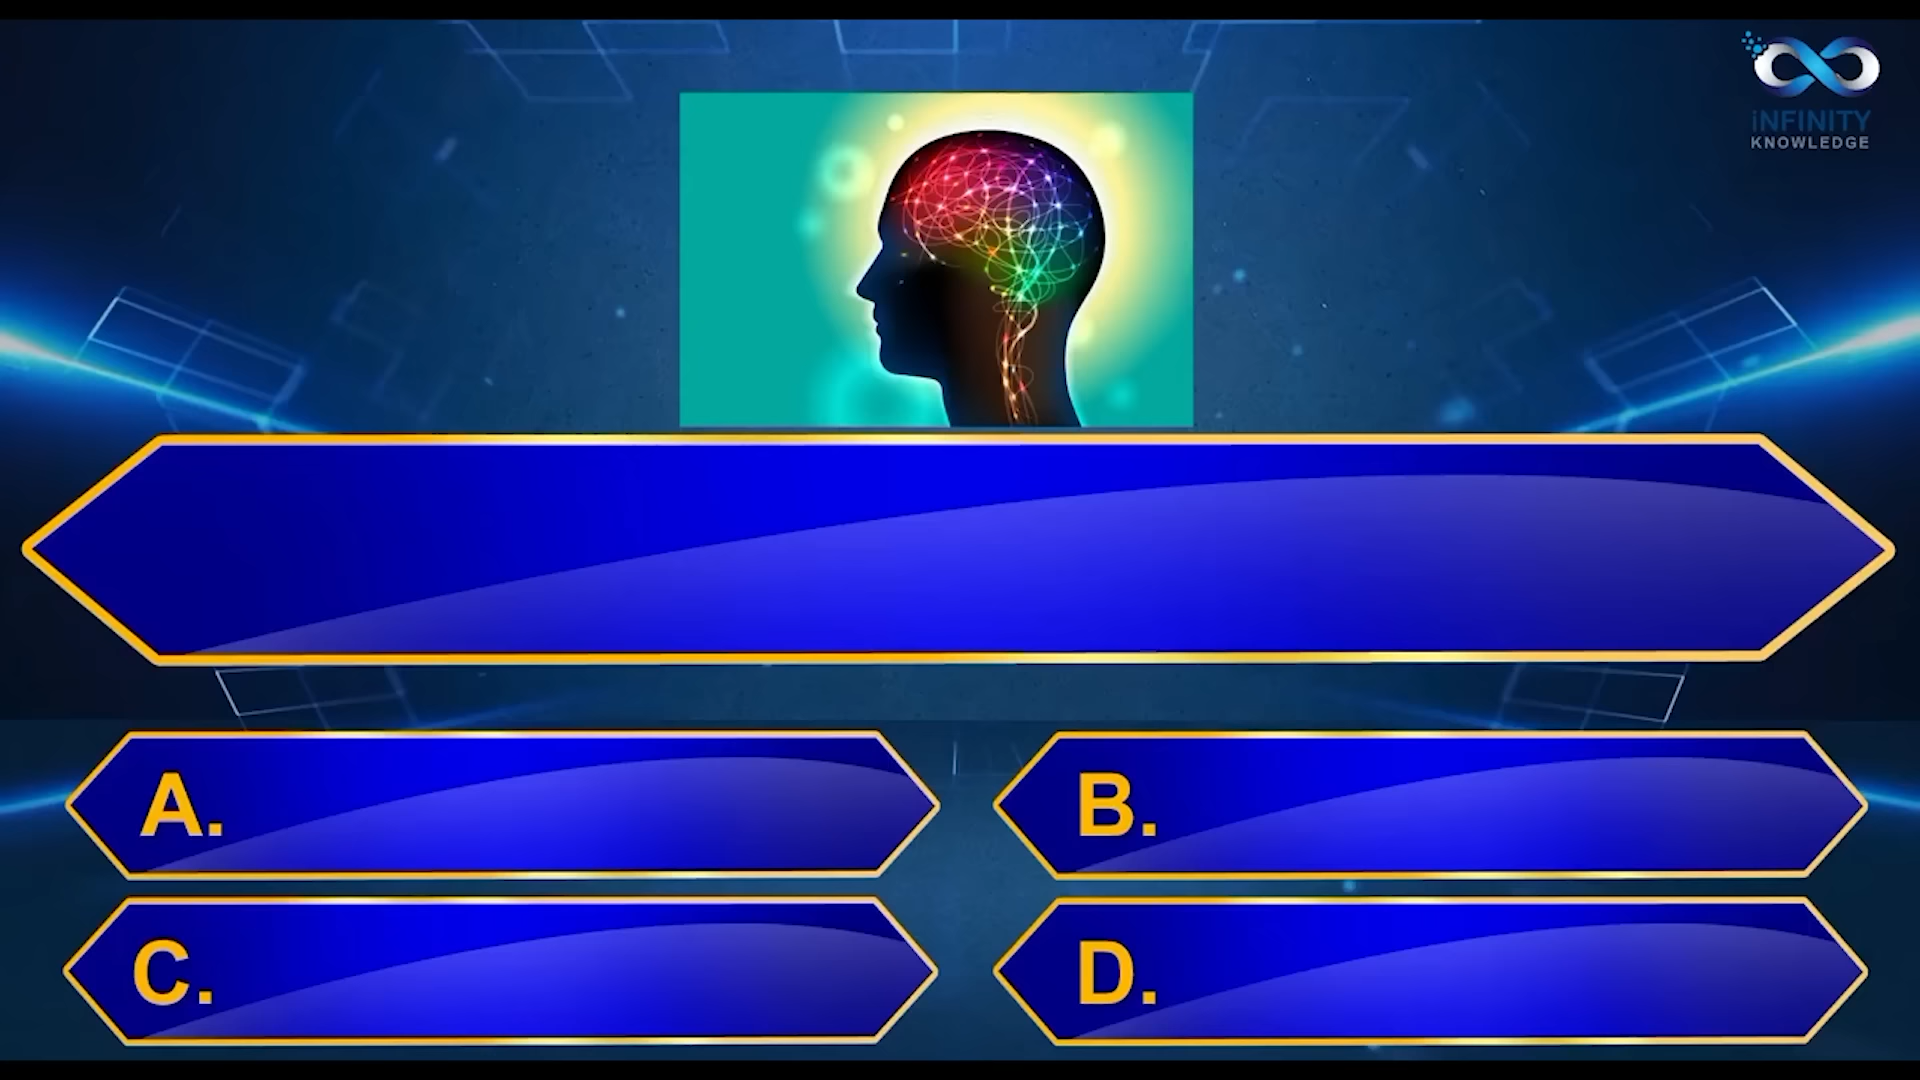 iNFINITY
KNOWLEDGE
A.
B.
C.
D.